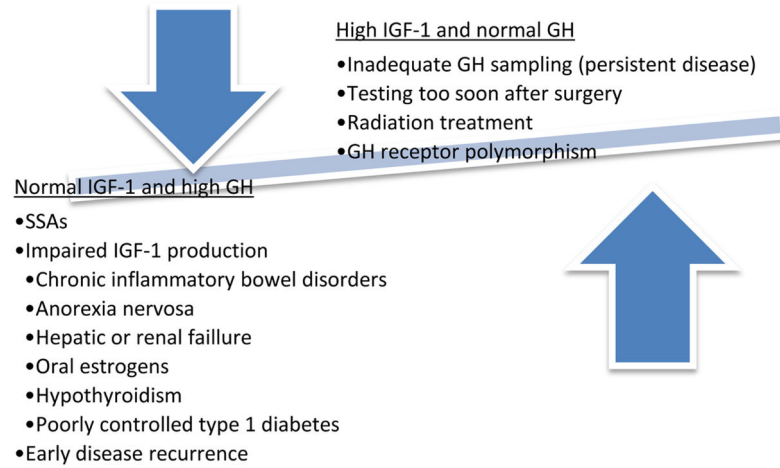 High IGF-1 and normal GH
•Inadequate GH sampling (persistent disease)
•Testing too soon after surgery
•Radiation treatment
•GH receptor polymorphism
Normal IGF-1 and high GH
•SSAs
•Impaired IGF-1 production
•Chronic inflammatory bowel disorders
•Anorexia nervosa
•Hepatic or renal faillure
•Oral estrogens
•Hypothyroidism
•Poorly controlled type 1 diabetes
•Early disease recurrence